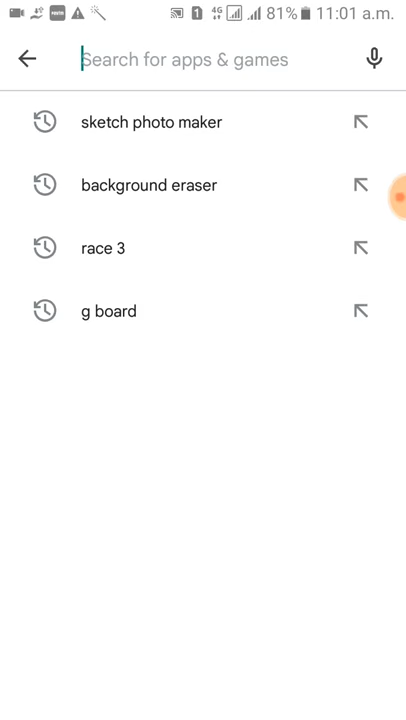 81% 11:01 a.m.
Search for apps & games
sketch photo maker
background eraser
race 3
g board